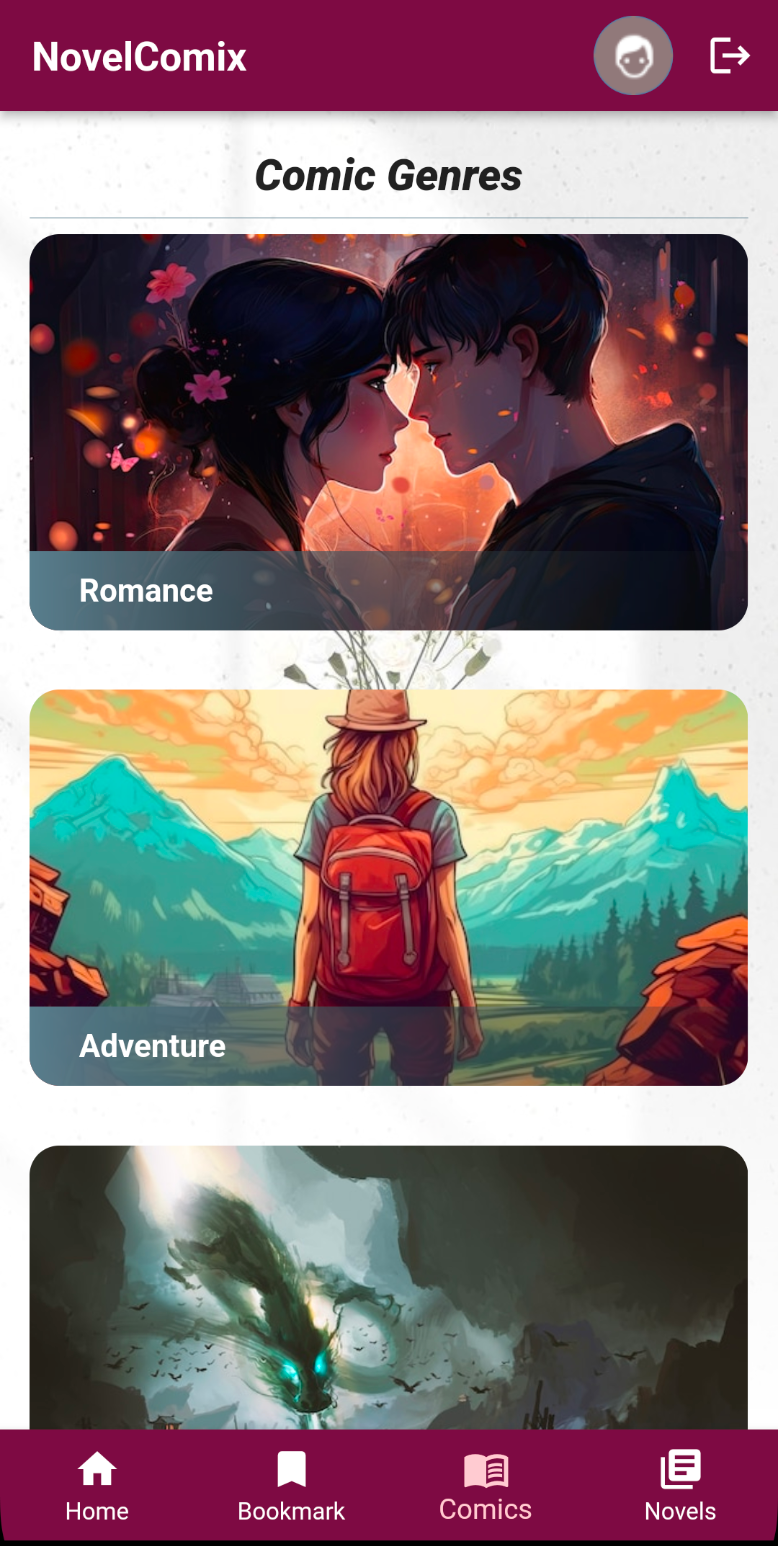 NovelComix
Comic Genres
Romance
Adventure
Home
Bookmark
Comics
Novels